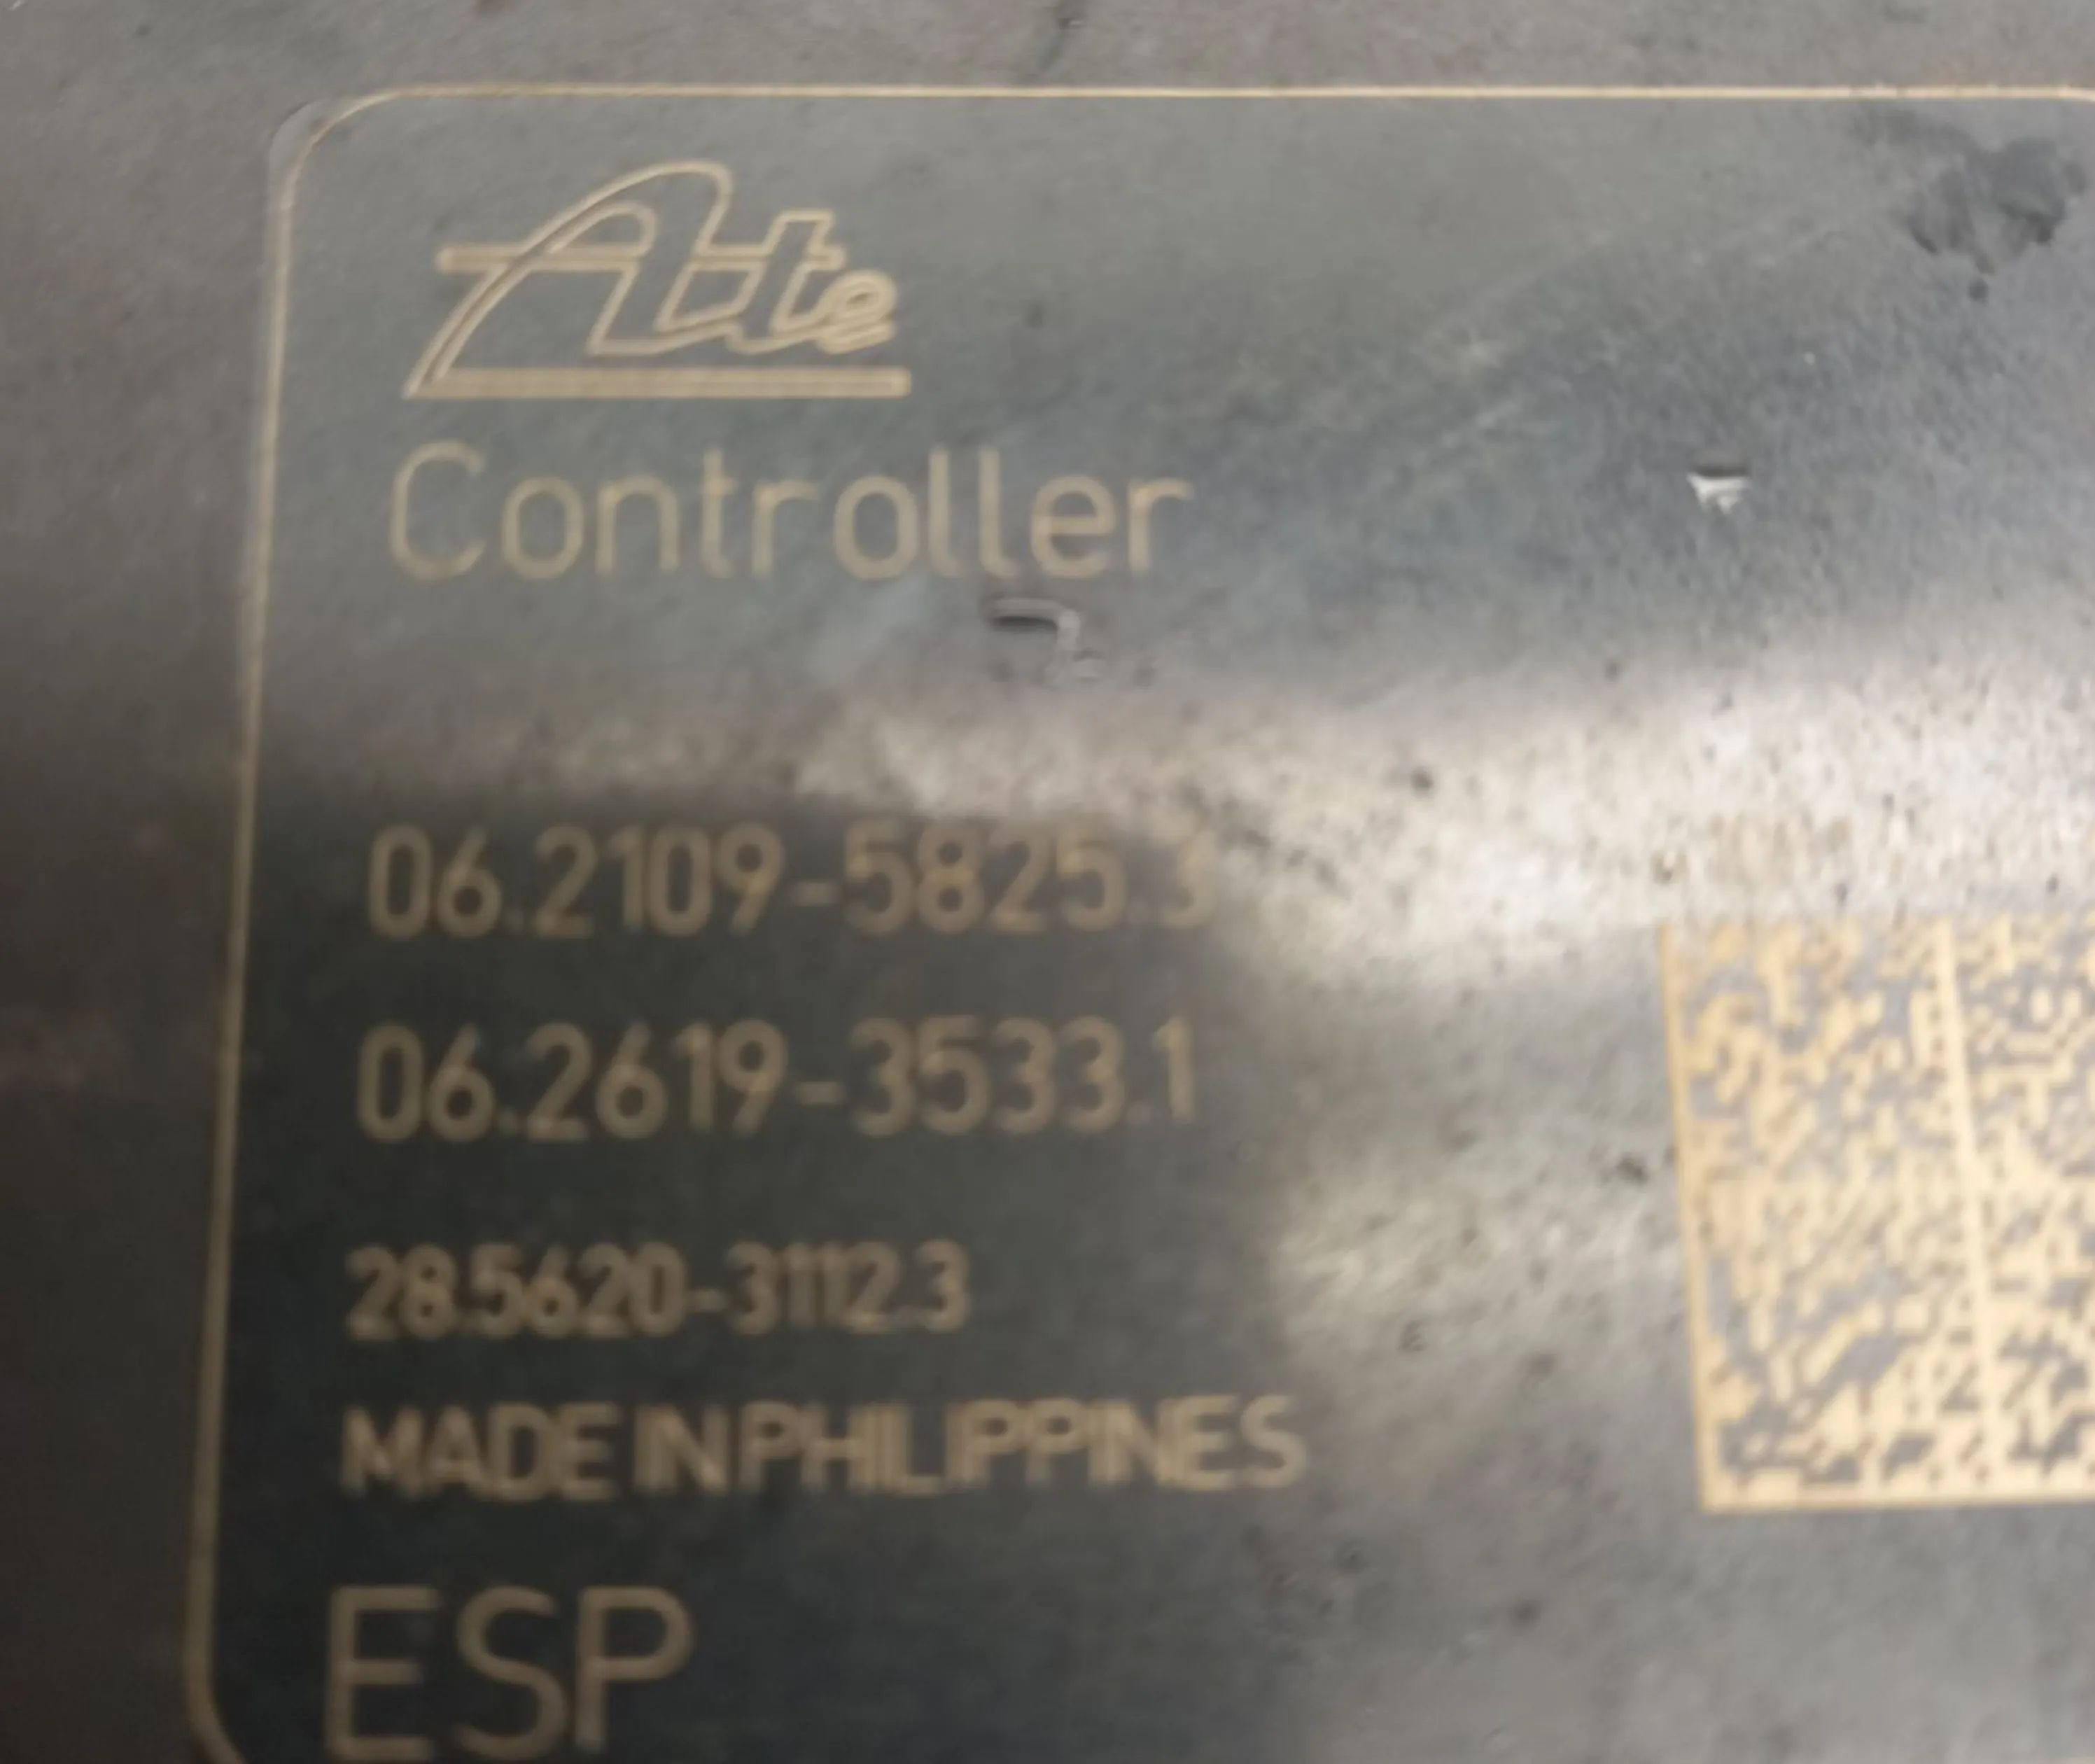 Ate
Controller
06.2109-5825.3
06.2619-3533.1
28.5620-3112.3
MADE IN PHILIPPINES
ESP